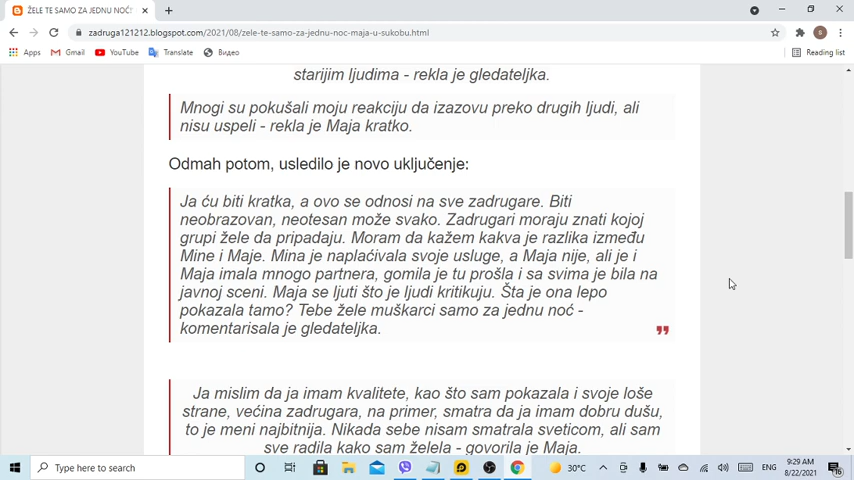 ŽELE TE SAMO ZA JEDNU NOĆ!
zadruga121212.blogspot.com/2021/08/zele-te-samo-za-jednu-noc-maja-u-sukobu.html
Apps Gmail YouTube Translate Видео Reading list
starijim ljudima - rekla je gledateljka.
Mnogi su pokušali moju reakciju da izazovu preko drugih ljudi, ali
nisu uspeli - rekla je Maja kratko.
Odmah potom, usledilo je novo uključenje:
Ja ću biti kratka, a ovo se odnosi na sve zadrugare. Biti
neobrazovan, neotesan može svako. Zadrugari moraju znati kojoj
grupi žele da pripadaju. Moram da kažem kakva je razlika između
Mine i Maje. Mina je naplaćivala svoje usluge, a Maja nije, ali je i
Maja imala mnogo partnera, gomila je tu prošla i sa svima je bila na
javnoj sceni. Maja se ljuti što je ljudi kritikuju. Šta je ona lepo
pokazala tamo? Tebe žele muškarci samo za jednu noć -
komentarisala je gledateljka.
Ja mislim da ja imam kvalitete, kao što sam pokazala i svoje loše
strane, većina zadrugara, na primer, smatra da ja imam dobru dušu,
to je meni najbitnija. Nikada sebe nisam smatrala sveticom, ali sam
sve radila kako sam želela - govorila je Maja.
Type here to search
30°C
ENG
9:29 AM
8/22/2021